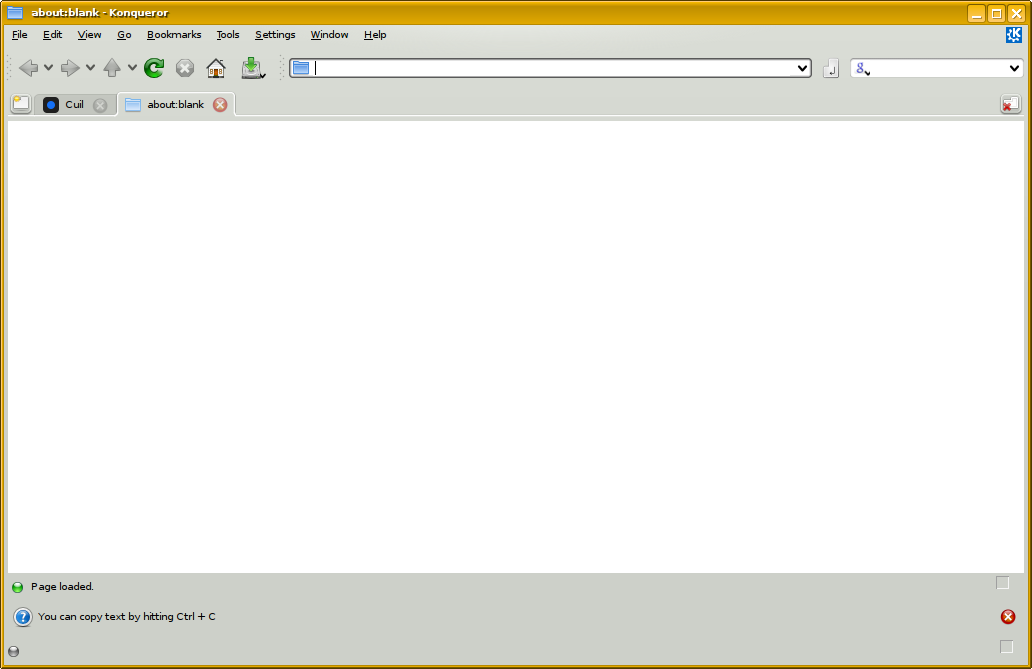 about:blank - Konqueror
File Edit View Go Bookmarks Tools Settings Window Help
Cuil about:blank
Page loaded.
You can copy text by hitting Ctrl + C